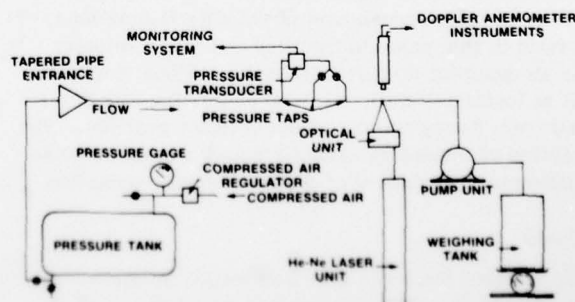 MONITORING
SYSTEM
DOPPLER ANEMOMETER
INSTRUMENTS
TAPERED PIPE
ENTRANCE
PRESSURE
TRANSDUCER
FLOW
PRESSURE TAPS
OPTICAL
UNIT
PRESSURE GAGE
COMPRESSED AIR
REGULATOR
COMPRESSED AIR
PUMP UNIT
PRESSURE TANK
He-Ne LASER
UNIT
WEIGHING
TANK